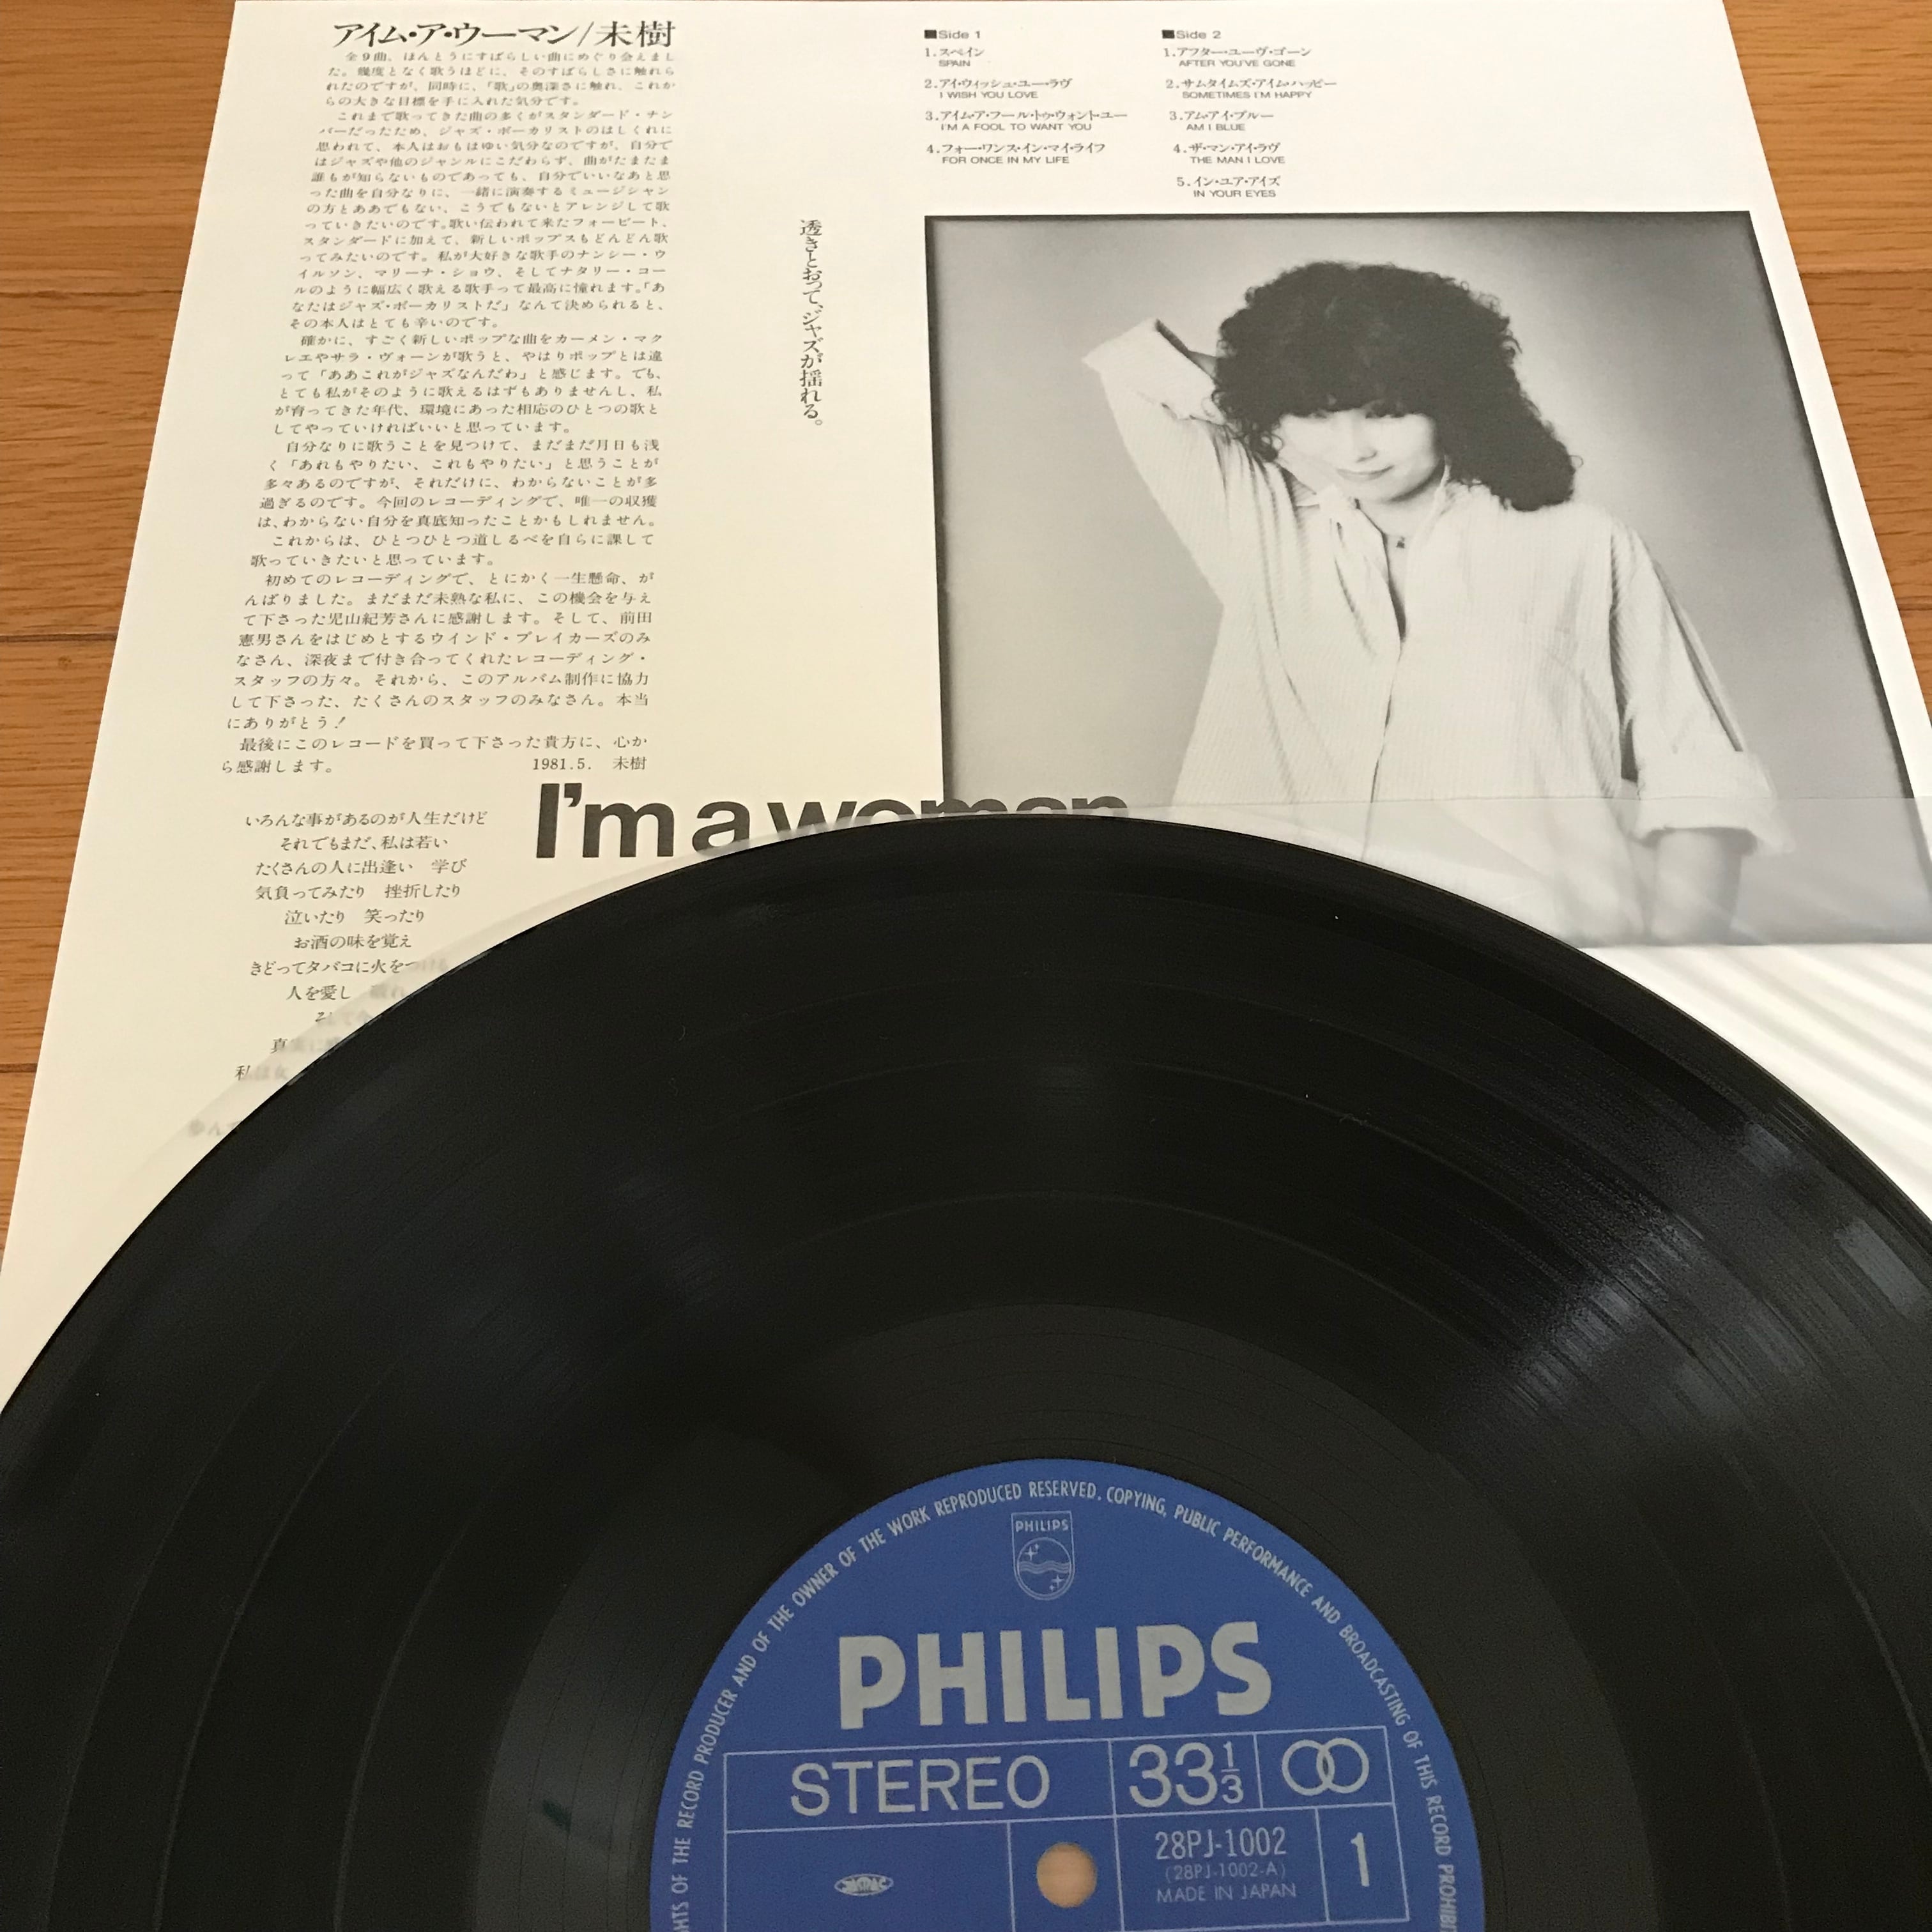 アイム・ア・ウーマン/未樹
全9曲、ほんとうにすばらしい曲にめぐり会えまし
た。幾度となく歌うほどに、そのすばらしさに触れら
れたのですが、同時に、「歌」の奥深さに触れ、これか
らの大きな目標を手に入れた気分です。
これまで歌ってきた曲の多くがスタンダード・ナン
バーだったため、ジャズ・ボーカリストのはしくれに
思われて、本人はおもはゆい気分なのですが、自分で
はジャズや他のジャンルにこだわらず、曲がたまたま
誰もが知らないものであっても、自分でいいなあと思
った曲を自分なりに、一緒に演奏するミュージシャン
の方とああでもない、こうでもないとアレンジして歌
っていきたいのです。歌い伝われて来たフォービート、
スタンダードに加えて、新しいポップスもどんどん歌
ってみたいのです。私が大好きな歌手のナンシー・ウ
イルソン、マリーナ・ショウ、そしてナタリー・コー
ルのように幅広く歌える歌手って最高に憧れます。「あ
なたはジャズ・ボーカリストだ」なんて決められると、
その本人はとても辛いのです。
確かに、すごく新しいポップな曲をカーメン・マク
レエやサラ・ヴォーンが歌うと、やはりポップとは違
って「ああこれがジャズなんだわ」と感じます。でも、
とても私がそのように歌えるはずもありませんし、私
が育ってきた年代、環境にあった相応のひとつの歌と
してやっていければいいと思っています。
自分なりに歌うことを見つけて、まだまだ月日も浅
く「あれもやりたい、これもやりたい」と思うことが
多々あるのですが、それだけに、わからないことが多
過ぎるのです。今回のレコーディングで、唯一の収獲
は、わからない自分を真底知ったことかもしれません。
これからは、ひとつひとつ道しるべを自らに課して
歌っていきたいと思っています。
初めてのレコーディングで、とにかく一生懸命、が
んばりました。まだまだ未熟な私に、この機会を与え
て下さった児山紀芳さんに感謝します。そして、前田
憲男さんをはじめとするウインド・ブレイカーズのみ
なさん、深夜まで付き合ってくれたレコーディング・
スタッフの方々。それから、このアルバム制作に協力
して下さった、たくさんのスタッフのみなさん。本当
にありがとう!
最後にこのレコードを買って下さった貴方に、心か
ら感謝します。 1981.5. 未樹
いろんな事があるのが人生だけど
それでもまだ、私は若い
たくさんの人に出逢い 学び
気負ってみたり 挫折したり
泣いたり 笑ったり
お酒の味を覚え
きどってタバコに火をつける
人を愛し 破れ
私は女
透きとおって、ジャズが揺れる。
■Side 1
1.スペイン
SPAIN
2.アイ・ウィッシュ・ユー・ラヴ
I WISH YOU LOVE
3.アイム・ア・フール・トゥ・ウォント・ユー
I'M A FOOL TO WANT YOU
4.フォー・ワンス・イン・マイ・ライフ
FOR ONCE IN MY LIFE
■Side 2
1.アフター・ユーヴ・ゴーン
AFTER YOU'VE GONE
2.サムタイムズ・アイム・ハッピー
SOMETIMES I'M HAPPY
3.アム・アイ・ブルー
AM I BLUE
4.ザ・マン・アイ・ラヴ
THE MAN I LOVE
5.イン・ユア・アイズ
IN YOUR EYES
I'm a woman
HTS OF THE RECORD PRODUCER AND OF THE OWNER OF THE WORK REPRODUCED RESERVED. COPYING, PUBLIC PERFORMANCE AND BROADCASTING OF THIS RECORD PROHIBI
PHILIPS
PHILIPS
STEREO
33 1/3
28PJ-1002
(28PJ-1002-A)
MADE IN JAPAN
1
JASRAC